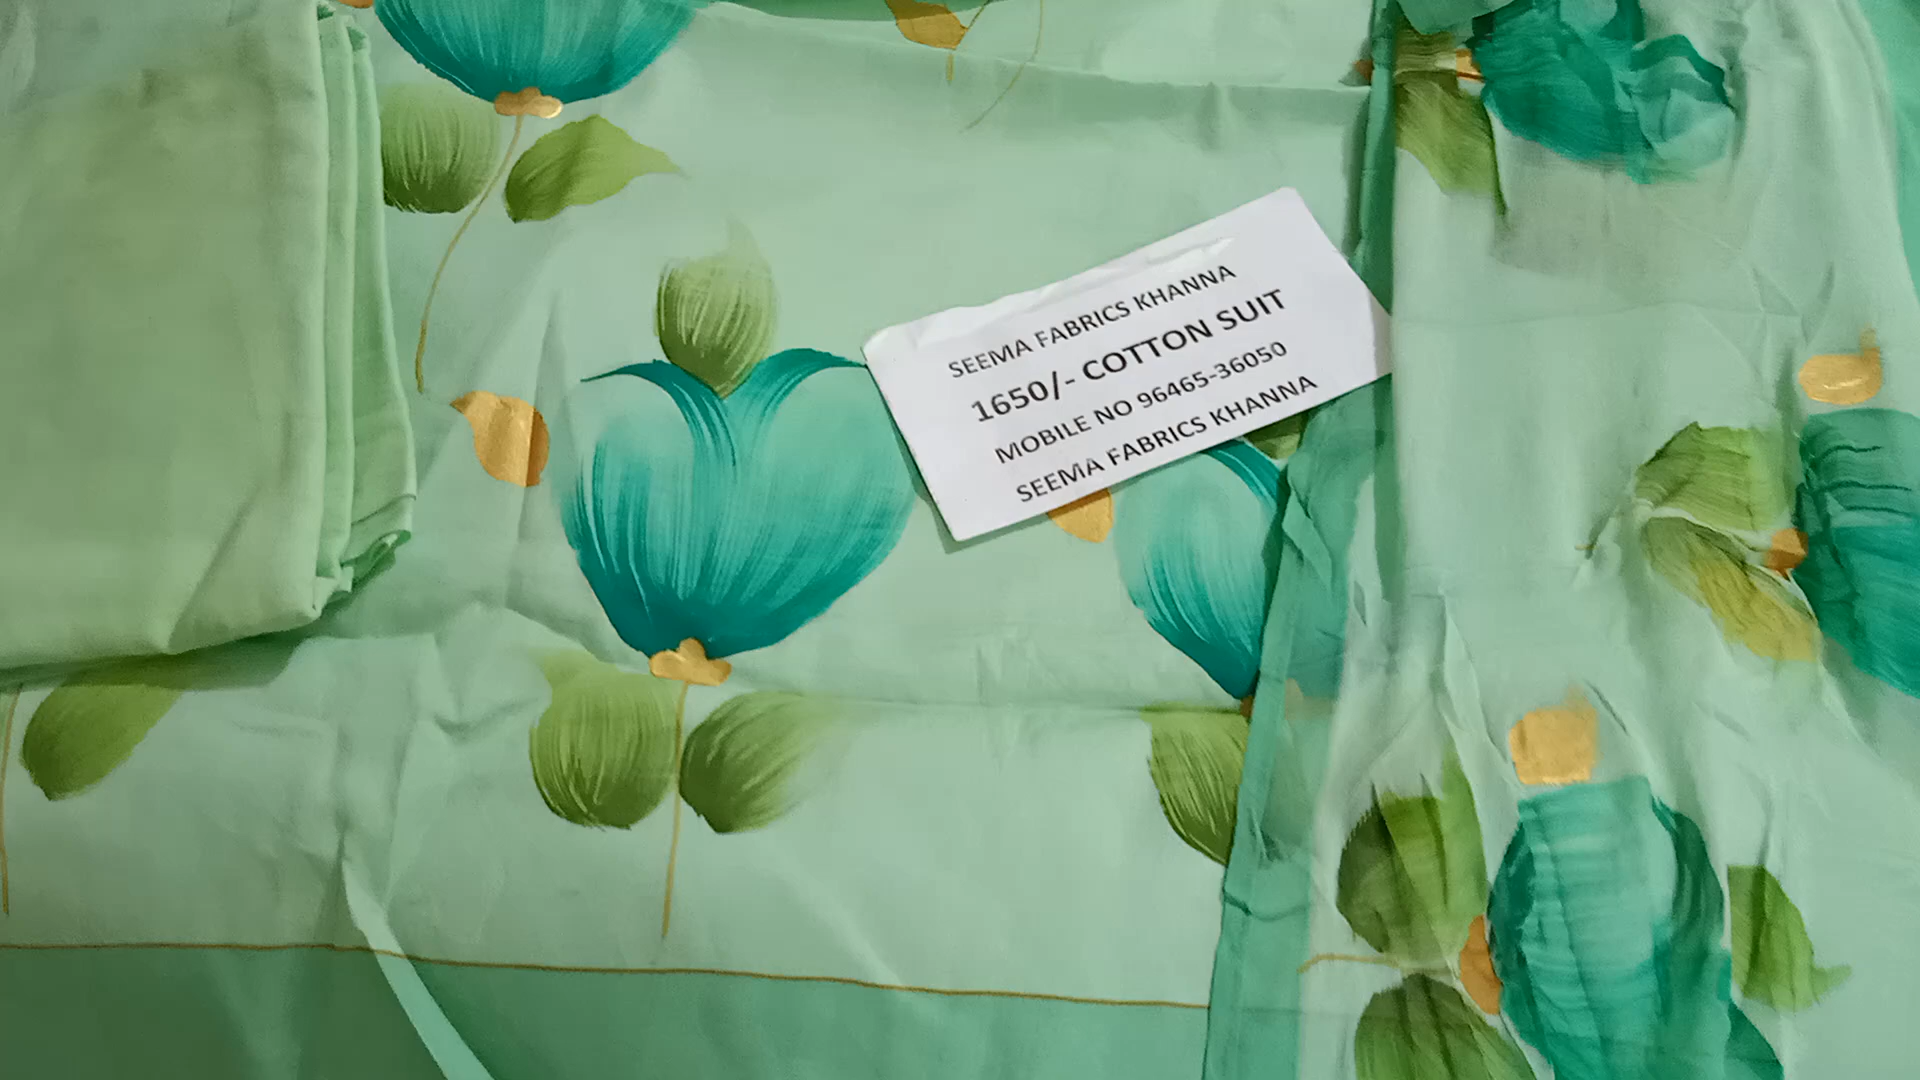 SEEMA FABRICS KHANNA
1650/- COTTON SUIT
MOBILE NO 96465-36050
SEEMA FABRICS KHANNA